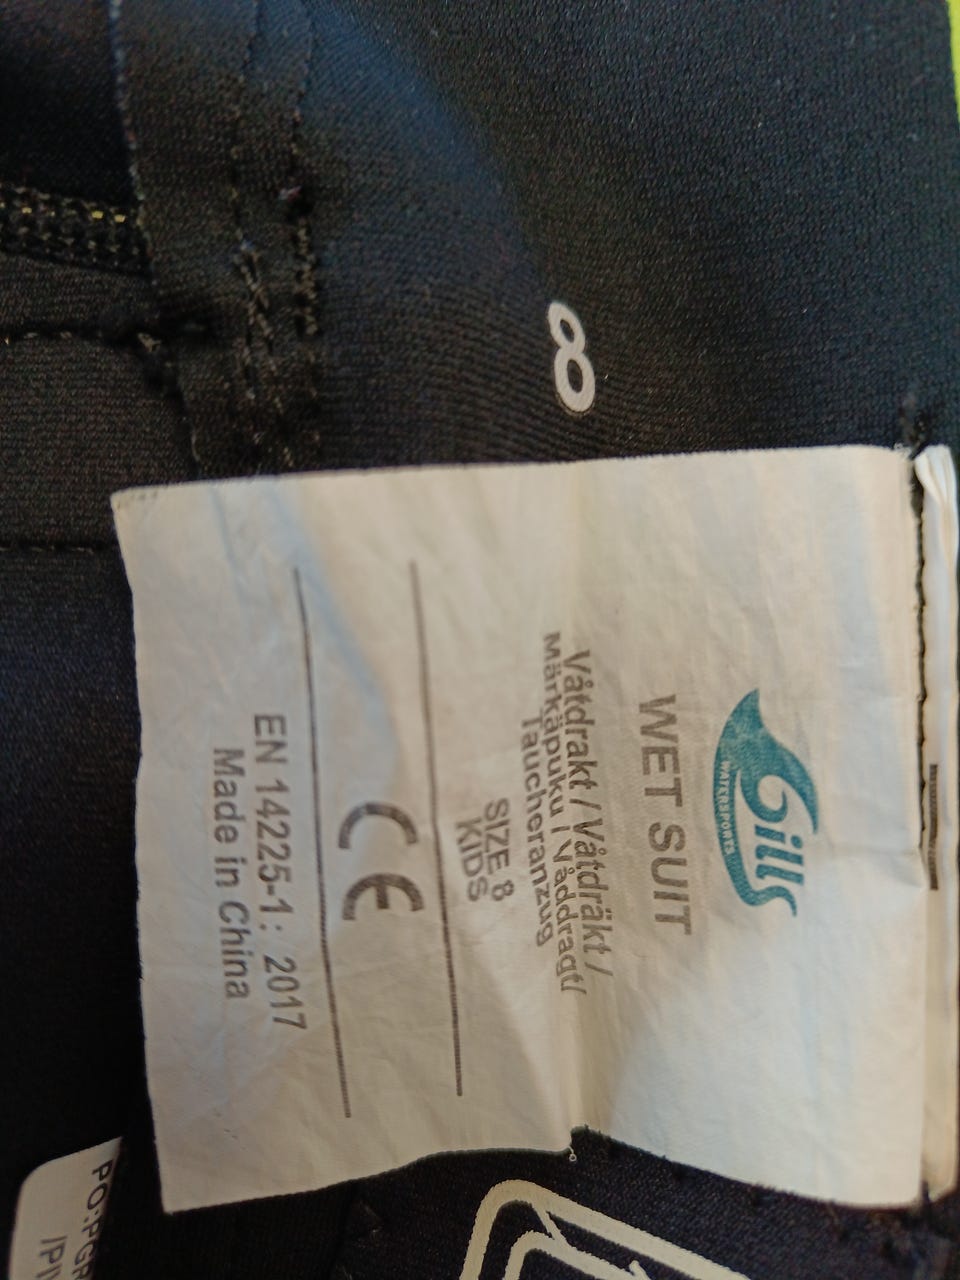 8
Gills
WATERSPORTS
WET SUIT
Våtdrakt / Våtdräkt /
Märkäpuku / Våddragt/
Taucheranzug
SIZE 8
KIDS
CE
EN 14225-1: 2017
Made in China